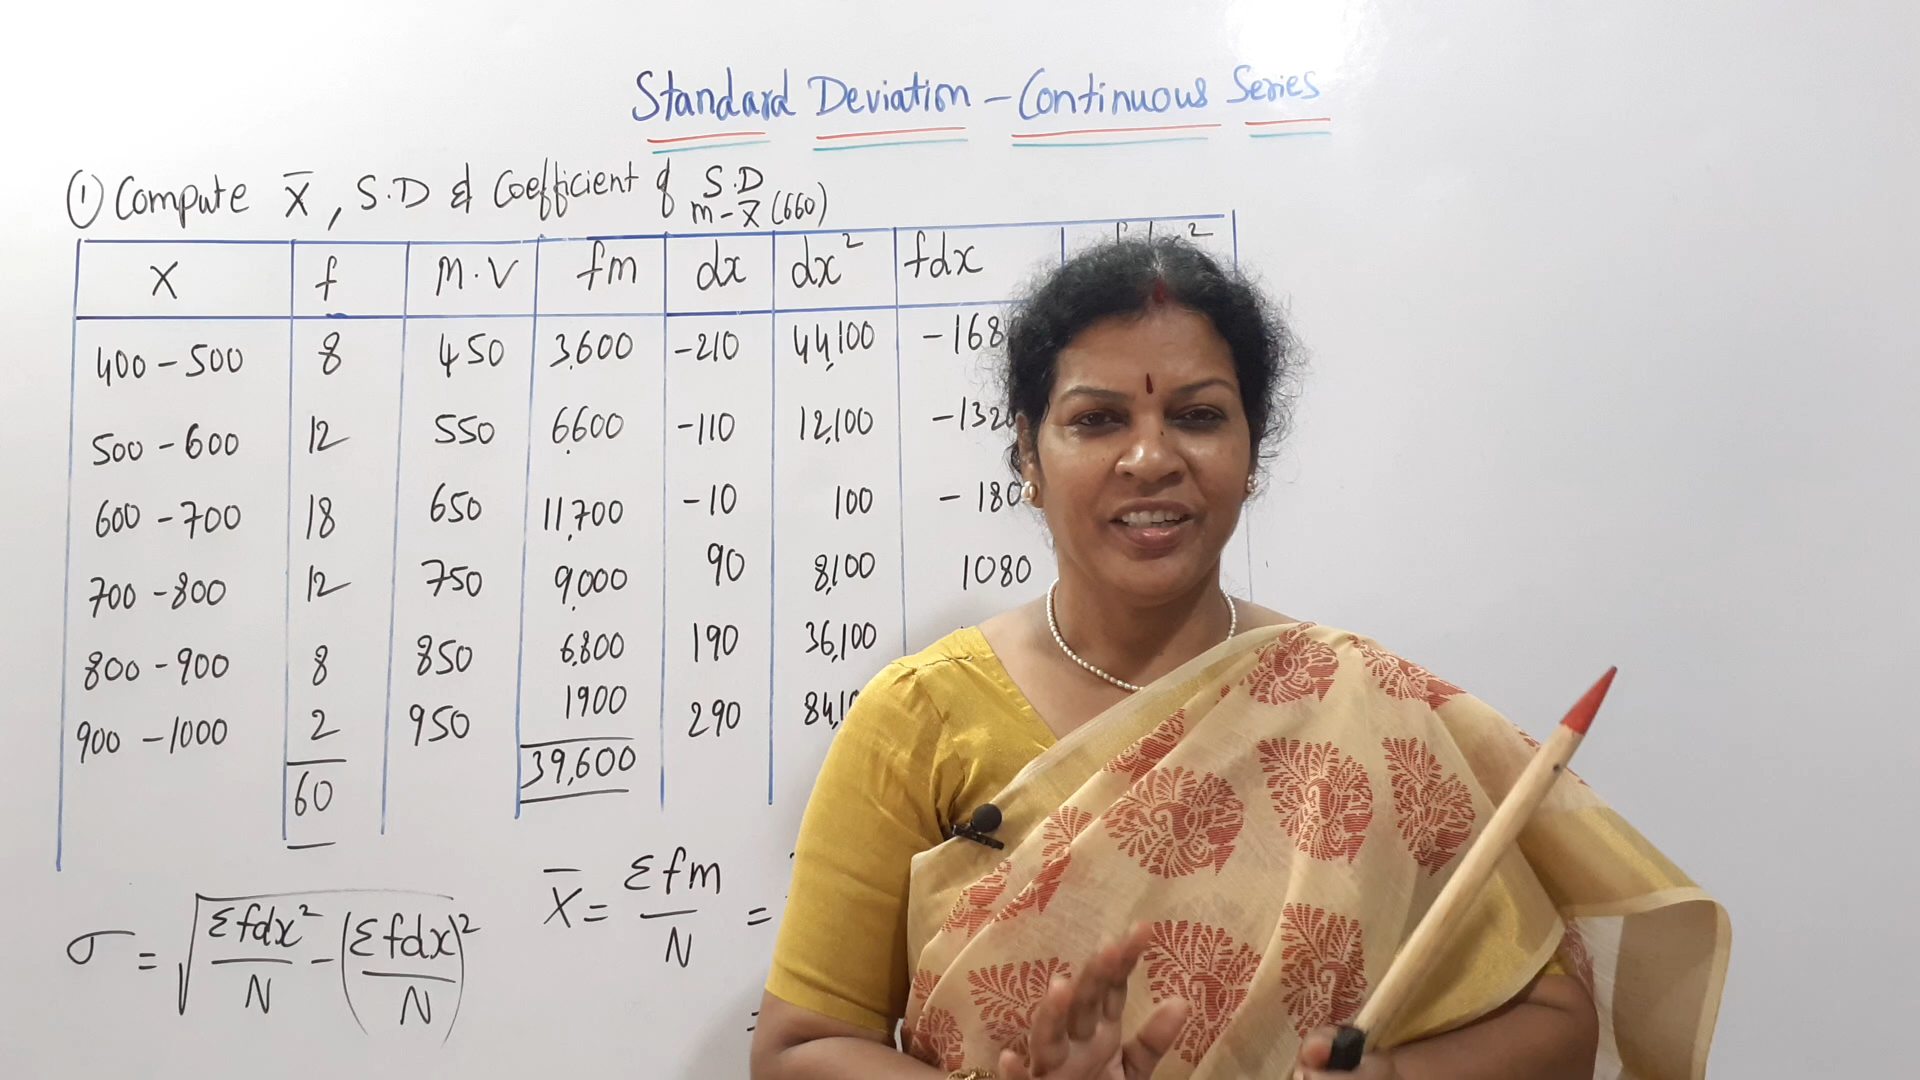 Standard Deviation - Continuous Series
① Compute X̄, S.D & Coefficient of S.D
m - X̄ (660)
X f M.V fm dx dx² fdx
400 - 500 8 450 3,600 -210 44,100
500 - 600 12 550 6,600 -110 12,100
600 - 700 18 650 11,700 -10 100 - 180
700 - 800 12 750 9,000 90 8,100 1080
800 - 900 8 850 6,800 190 36,100
900 - 1000 2 950 1900 290
60 39,600
σ = √(Σfdx²/N - (Σfdx/N)²)
X̄ = Σfm/N =
=